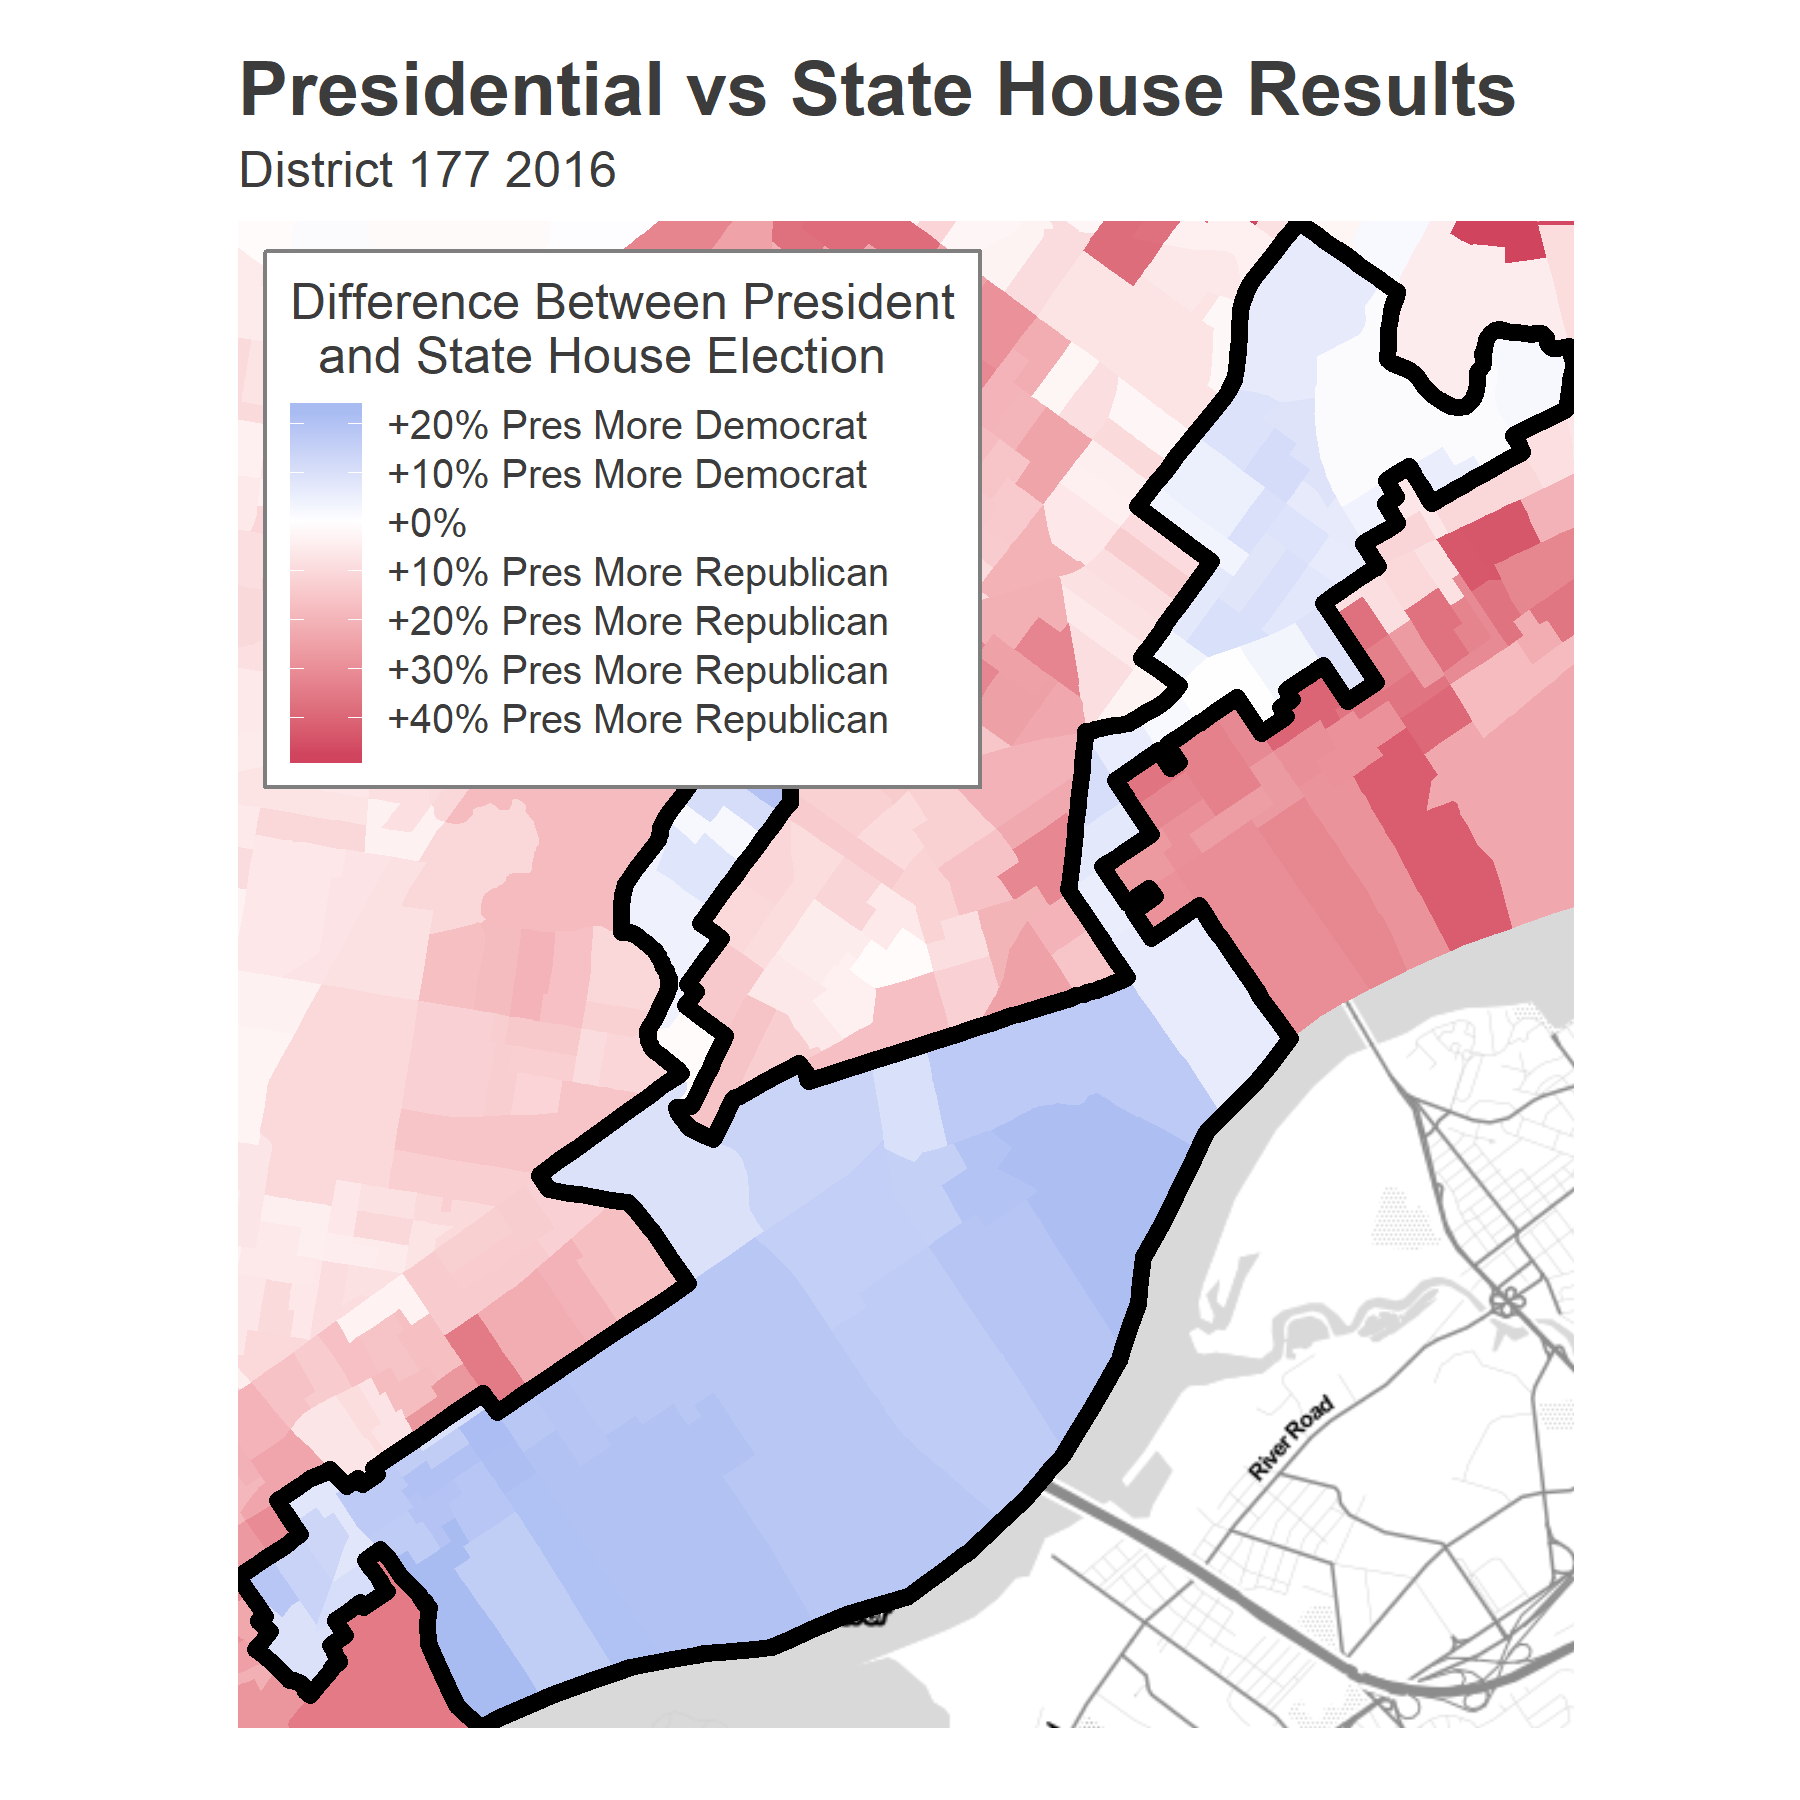 Presidential vs State House Results
District 177 2016
Difference Between President
and State House Election
+20% Pres More Democrat
+10% Pres More Democrat
+0%
+10% Pres More Republican
+20% Pres More Republican
+30% Pres More Republican
+40% Pres More Republican
River Road